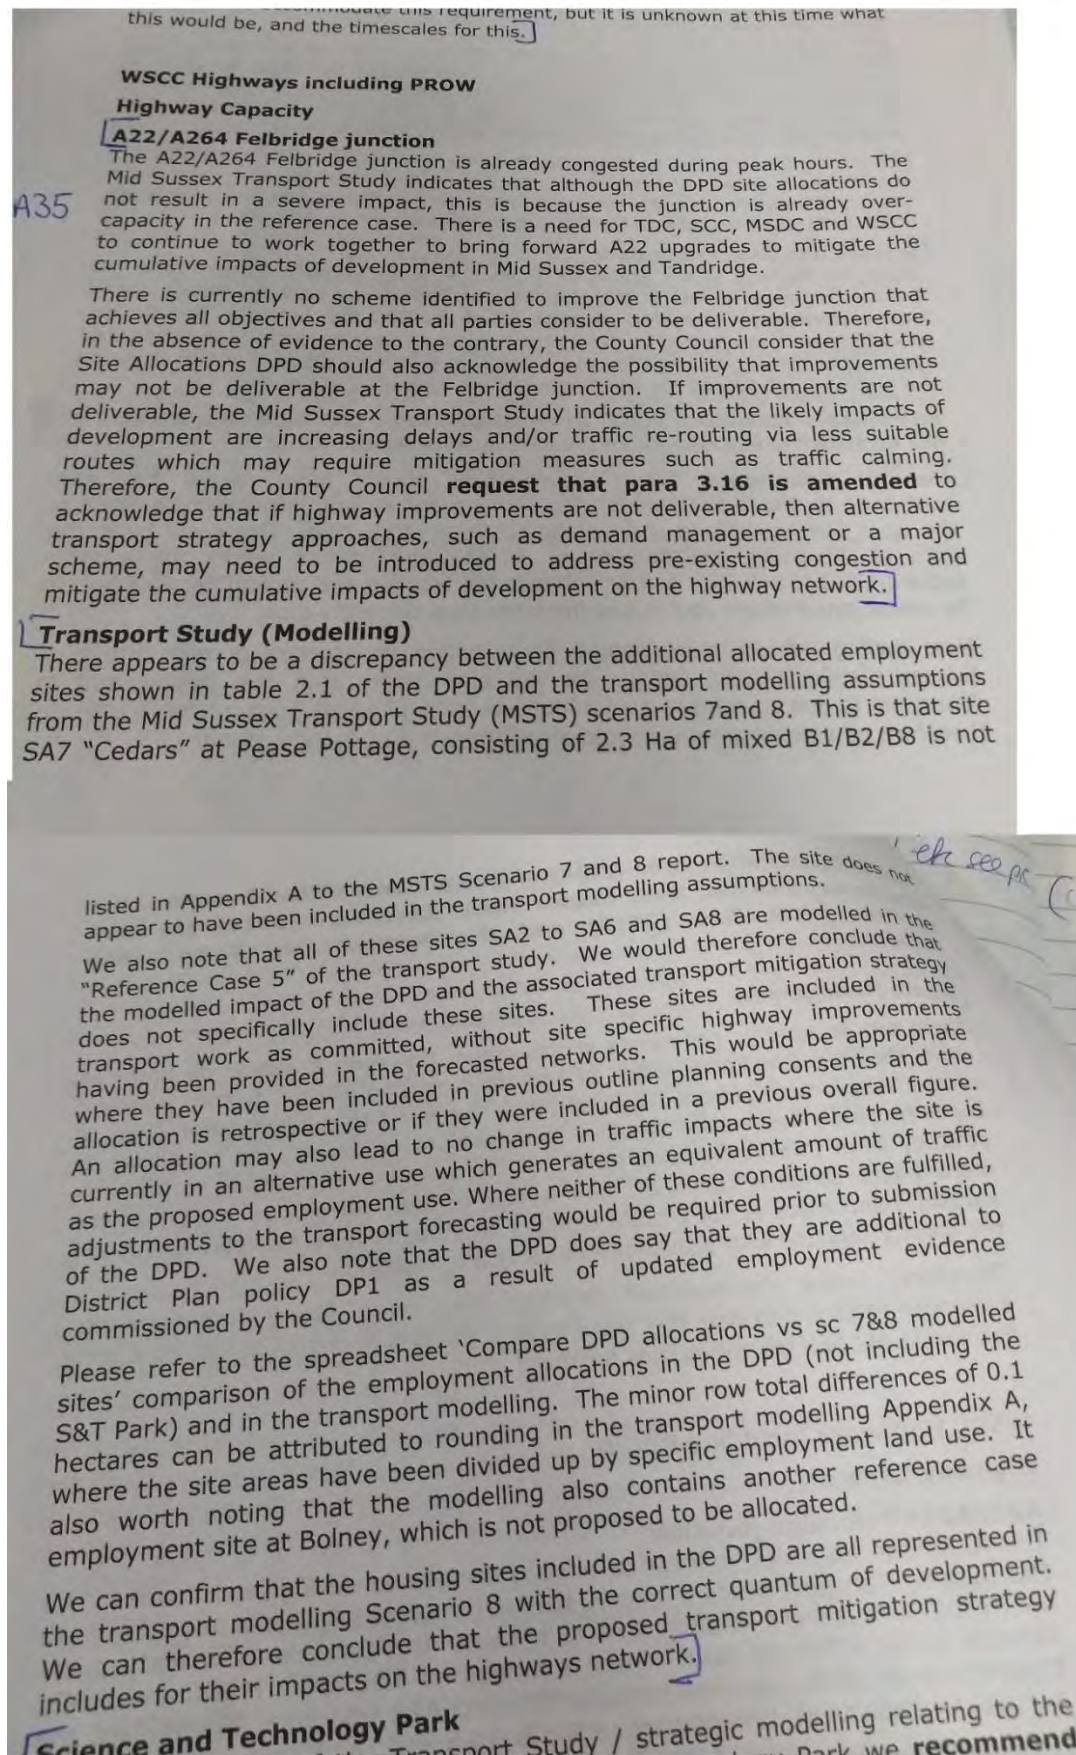 this requirement, but it is unknown at this time what
this would be, and the timescales for this.
WSCC Highways including PROW
Highway Capacity
A22/A264 Felbridge junction
The A22/A264 Felbridge junction is already congested during peak hours. The
Mid Sussex Transport Study indicates that although the DPD site allocations do
A35
not result in a severe impact, this is because the junction is already over-
capacity in the reference case. There is a need for TDC, SCC, MSDC and WSCC
to continue to work together to bring forward A22 upgrades to mitigate the
cumulative impacts of development in Mid Sussex and Tandridge.
There is currently no scheme identified to improve the Felbridge junction that
achieves all objectives and that all parties consider to be deliverable. Therefore,
in the absence of evidence to the contrary, the County Council consider that the
Site Allocations DPD should also acknowledge the possibility that improvements
may not be deliverable at the Felbridge junction. If improvements are not
deliverable, the Mid Sussex Transport Study indicates that the likely impacts of
development are increasing delays and/or traffic re-routing via less suitable
routes which may require mitigation measures such as traffic calming.
Therefore, the County Council request that para 3.16 is amended to
acknowledge that if highway improvements are not deliverable, then alternative
transport strategy approaches, such as demand management or a major
scheme, may need to be introduced to address pre-existing congestion and
mitigate the cumulative impacts of development on the highway network.
Transport Study (Modelling)
There appears to be a discrepancy between the additional allocated employment
sites shown in table 2.1 of the DPD and the transport modelling assumptions
from the Mid Sussex Transport Study (MSTS) scenarios 7and 8. This is that site
SA7 "Cedars" at Pease Pottage, consisting of 2.3 Ha of mixed B1/B2/B8 is not
listed in Appendix A to the MSTS Scenario 7 and 8 report. The site does not
appear to have been included in the transport modelling assumptions.
We also note that all of these sites SA2 to SA6 and SA8 are modelled in the
"Reference Case 5" of the transport study. We would therefore conclude that
the modelled impact of the DPD and the associated transport mitigation strategy
does not specifically include these sites. These sites are included in the
transport work as committed, without site specific highway improvements
having been provided in the forecasted networks. This would be appropriate
where they have been included in previous outline planning consents and the
allocation is retrospective or if they were included in a previous overall figure.
An allocation may also lead to no change in traffic impacts where the site is
currently in an alternative use which generates an equivalent amount of traffic
as the proposed employment use. Where neither of these conditions are fulfilled,
adjustments to the transport forecasting would be required prior to submission
of the DPD. We also note that the DPD does say that they are additional to
District Plan policy DP1 as a result of updated employment evidence
commissioned by the Council.
Please refer to the spreadsheet 'Compare DPD allocations vs sc 7&8 modelled
sites' comparison of the employment allocations in the DPD (not including the
S&T Park) and in the transport modelling. The minor row total differences of 0.1
hectares can be attributed to rounding in the transport modelling Appendix A,
where the site areas have been divided up by specific employment land use. It
also worth noting that the modelling also contains another reference case
employment site at Bolney, which is not proposed to be allocated.
We can confirm that the housing sites included in the DPD are all represented in
the transport modelling Scenario 8 with the correct quantum of development.
We can therefore conclude that the proposed transport mitigation strategy
includes for their impacts on the highways network.
Science and Technology Park
Transport Study / strategic modelling relating to the
Park we recommend